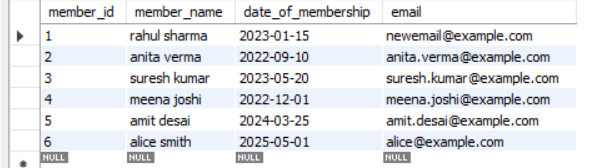 member_id member_name date_of_membership email
1 rahul sharma 2023-01-15 newemail@example.com
2 anita verma 2022-09-10 anita.verma@example.com
3 suresh kumar 2023-05-20 suresh.kumar@example.com
4 meena joshi 2022-12-01 meena.joshi@example.com
5 amit desai 2024-03-25 amit.desai@example.com
6 alice smith 2025-05-01 alice@example.com
NULL NULL NULL NULL